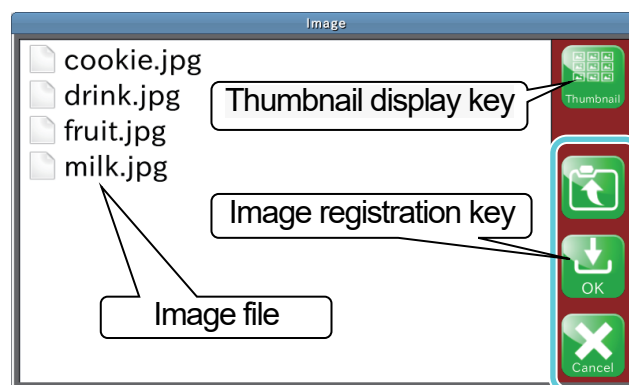 Image
cookie.jpg
drink.jpg
fruit.jpg
milk.jpg
Thumbnail display key
Thumbnail
Image registration key
OK
Image file
Cancel